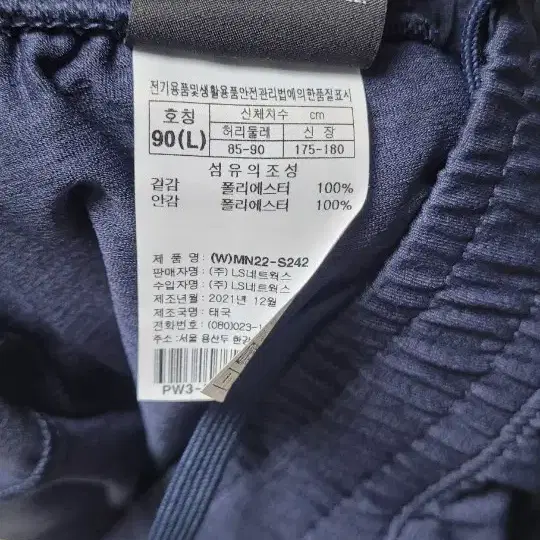 전기용품및생활용품안전관리법에의한품질표시
호칭 신체치수 cm
90(L) 허리둘레 신 장
85-90 175-180
섬유의조성
겉감 폴리에스터 100%
안감 폴리에스터 100%
제 품 명: (W)MN22-S242
판매자명: (주) LS네트웍스
수입자명: (주) LS네트웍스
제조년월: 2021년 12월
제조국명: 태국
전화번호: (080)023-1
주소: 서울 용산두 한강
PW3-